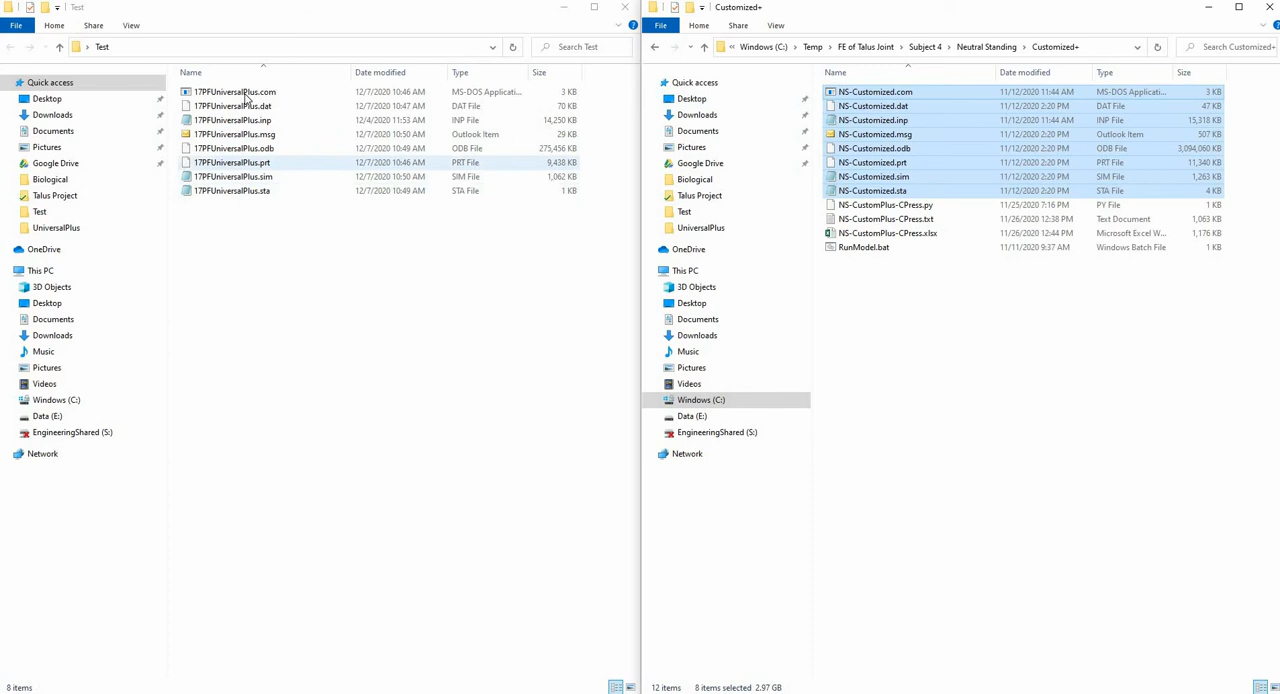 Test
File Home Share View
Test
Search Test
Quick access
Desktop
Downloads
Documents
Pictures
Google Drive
Biological
Talus Project
Test
UniversalPlus
OneDrive
This PC
3D Objects
Desktop
Documents
Downloads
Music
Pictures
Videos
Windows (C:)
Data (E:)
EngineeringShared (S:)
Network
Name Date modified Type Size
17PFUniversalPlus.com 12/7/2020 10:46 AM MS-DOS Applicati... 3 KB
17PFUniversalPlus.dat 12/7/2020 10:47 AM DAT File 70 KB
17PFUniversalPlus.inp 12/4/2020 11:53 AM INP File 14,250 KB
17PFUniversalPlus.msg 12/7/2020 10:50 AM Outlook Item 29 KB
17PFUniversalPlus.odb 12/7/2020 10:49 AM ODB File 275,456 KB
17PFUniversalPlus.prt 12/7/2020 10:46 AM PRT File 9,438 KB
17PFUniversalPlus.sim 12/7/2020 10:50 AM SIM File 1,062 KB
17PFUniversalPlus.sta 12/7/2020 10:49 AM STA File 1 KB
8 items
Customized+
File Home Share View
« Windows (C:) > Temp > FE of Talus Joint > Subject 4 > Neutral Standing > Customized+
Search Customized+
Quick access
Desktop
Downloads
Documents
Pictures
Google Drive
Biological
Talus Project
Test
UniversalPlus
OneDrive
This PC
3D Objects
Desktop
Documents
Downloads
Music
Pictures
Videos
Windows (C:)
Data (E:)
EngineeringShared (S:)
Network
Name Date modified Type Size
NS-Customized.com 11/12/2020 11:44 AM MS-DOS Applicati... 3 KB
NS-Customized.dat 11/12/2020 2:20 PM DAT File 47 KB
NS-Customized.inp 11/12/2020 11:44 AM INP File 15,318 KB
NS-Customized.msg 11/12/2020 2:20 PM Outlook Item 507 KB
NS-Customized.odb 11/12/2020 2:20 PM ODB File 3,094,060 KB
NS-Customized.prt 11/12/2020 2:20 PM PRT File 11,340 KB
NS-Customized.sim 11/12/2020 2:20 PM SIM File 1,263 KB
NS-Customized.sta 11/12/2020 2:20 PM STA File 4 KB
NS-CustomPlus-CPress.py 11/25/2020 7:16 PM PY File 1 KB
NS-CustomPlus-CPress.txt 11/26/2020 12:38 PM Text Document 1,063 KB
NS-CustomPlus-CPress.xlsx 11/26/2020 12:44 PM Microsoft Excel W... 1,176 KB
RunModel.bat 11/11/2020 9:37 AM Windows Batch File 1 KB
12 items 8 items selected 2.97 GB